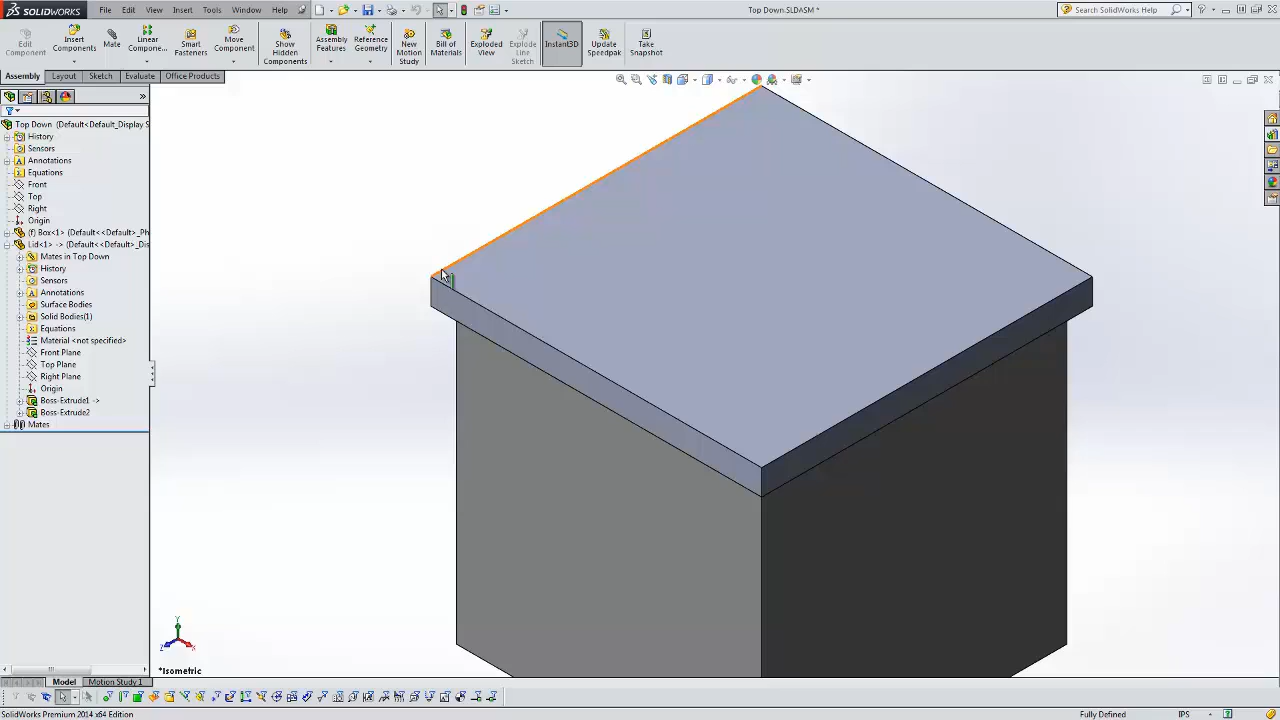 SOLIDWORKS File Edit View Insert Tools Window Help Top Down.SLDASM * Search SolidWorks Help
Edit Component
Insert Components
Mate
Linear Compone...
Smart Fasteners
Move Component
Show Hidden Components
Assembly Features
Reference Geometry
New Motion Study
Bill of Materials
Exploded View
Explode Line Sketch
Instant3D
Update Speedpak
Take Snapshot
Assembly Layout Sketch Evaluate Office Products
Top Down (Default<Default_Display S
History
Sensors
Annotations
Equations
Front
Top
Right
Origin
(f) Box<1> (Default<<Default>_Ph
Lid<1> -> (Default<<Default>_Dis
Mates in Top Down
History
Sensors
Annotations
Surface Bodies
Solid Bodies(1)
Equations
Material <not specified>
Front Plane
Top Plane
Right Plane
Origin
Boss-Extrude1 ->
Boss-Extrude2
Mates
Y
Z
X
*Isometric
Model Motion Study 1
SolidWorks Premium 2014 x64 Edition Fully Defined IPS